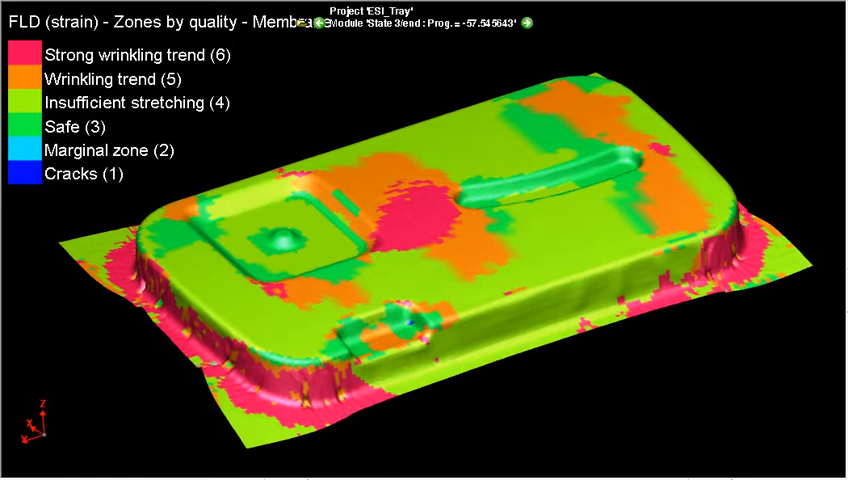 Project 'ESI_Tray'
FLD (strain) - Zones by quality - Membrane
Module 'State 3/end : Prog. = -57.545643'
Strong wrinkling trend (6)
Wrinkling trend (5)
Insufficient stretching (4)
Safe (3)
Marginal zone (2)
Cracks (1)
Z
X